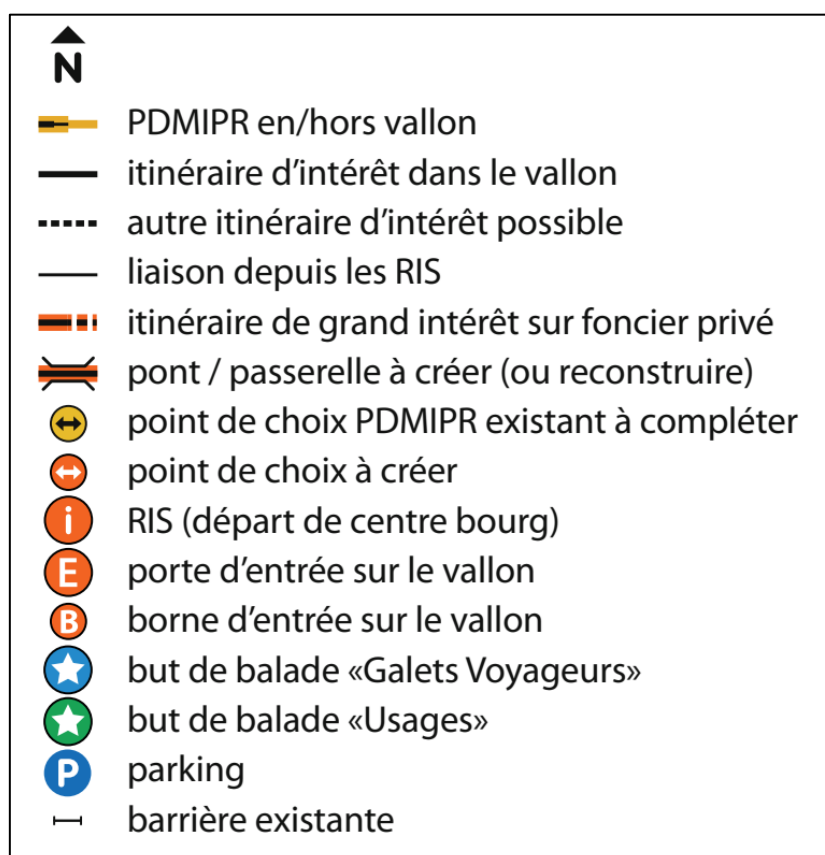 N
PDMIPR en/hors vallon
itinéraire d’intérêt dans le vallon
autre itinéraire d’intérêt possible
liaison depuis les RIS
itinéraire de grand intérêt sur foncier privé
pont / passerelle à créer (ou reconstruire)
point de choix PDMIPR existant à compléter
point de choix à créer
i RIS (départ de centre bourg)
E porte d’entrée sur le vallon
B borne d’entrée sur le vallon
but de balade «Galets Voyageurs»
but de balade «Usages»
P parking
barrière existante